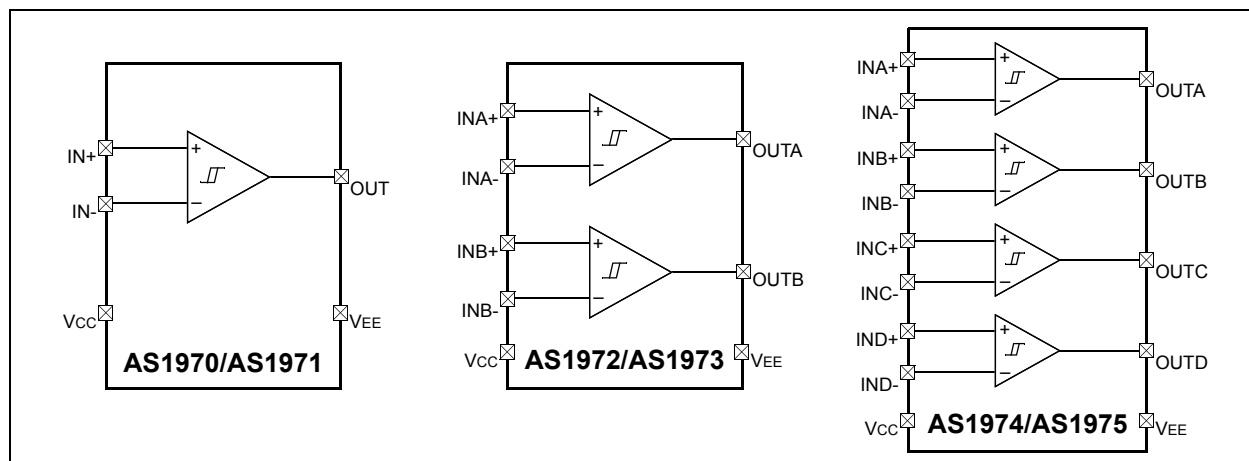 IN+
+
IN-
−
OUT
VCC
VEE
AS1970/AS1971
INA+
+
INA-
−
OUTA
INB+
+
INB-
−
OUTB
VCC
VEE
AS1972/AS1973
INA+
+
INA-
−
OUTA
INB+
+
INB-
−
OUTB
INC+
+
INC-
−
OUTC
IND+
+
IND-
−
OUTD
VCC
VEE
AS1974/AS1975